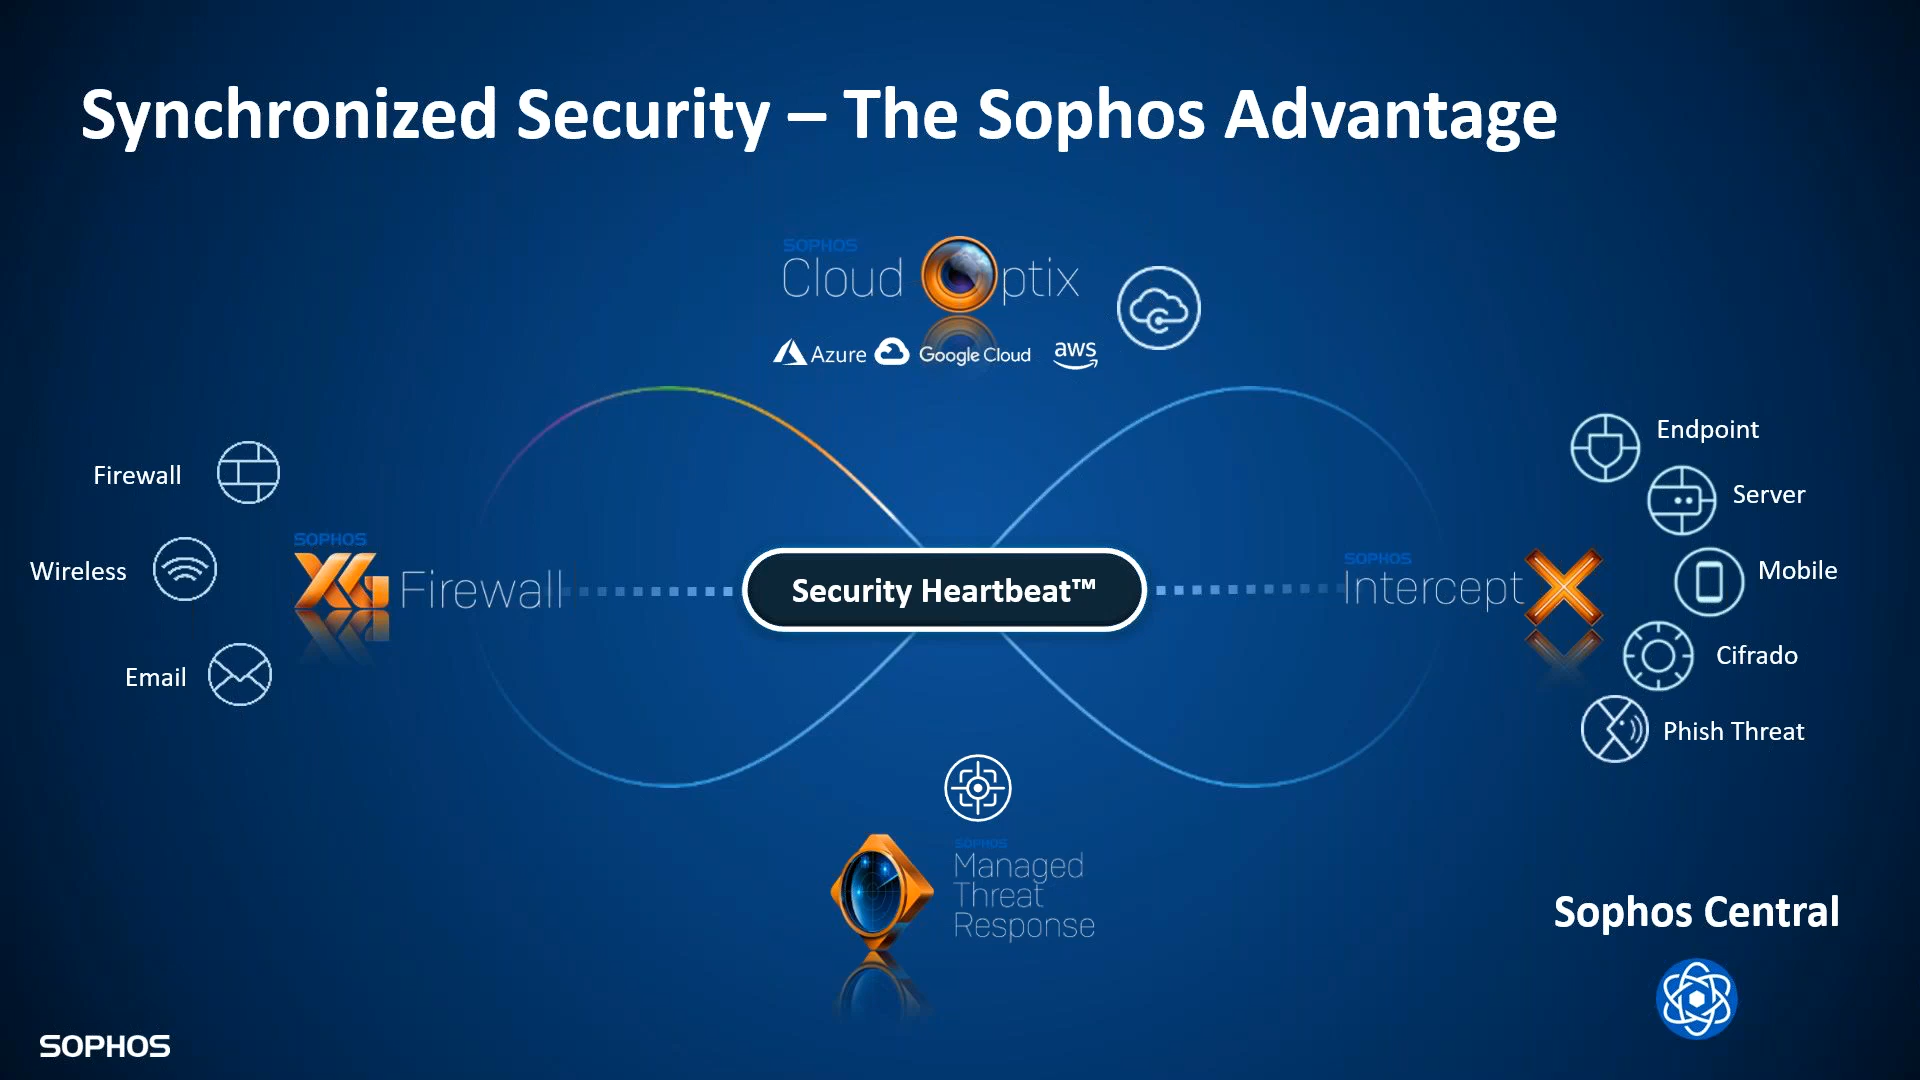 Synchronized Security – The Sophos Advantage
SOPHOS
Cloud Optix
Azure Google Cloud aws
Firewall
Wireless
Email
SOPHOS
XG Firewall
Security Heartbeat™
SOPHOS
Intercept X
Endpoint
Server
Mobile
Cifrado
Phish Threat
SOPHOS
Managed
Threat
Response
Sophos Central
SOPHOS